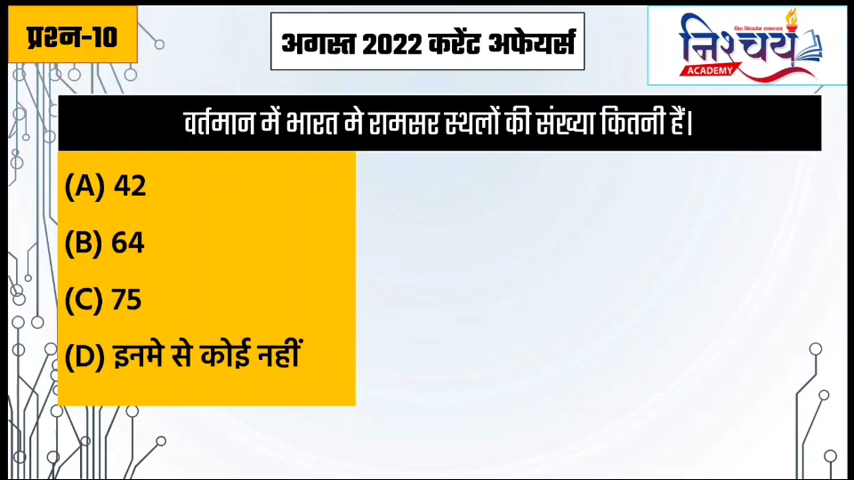 प्रश्न-10
अगस्त 2022 करेंट अफेयर्स
निश्चय
ACADEMY
वर्तमान में भारत मे रामसर स्थलों की संख्या कितनी हैं।
(A) 42
(B) 64
(C) 75
(D) इनमे से कोई नहीं